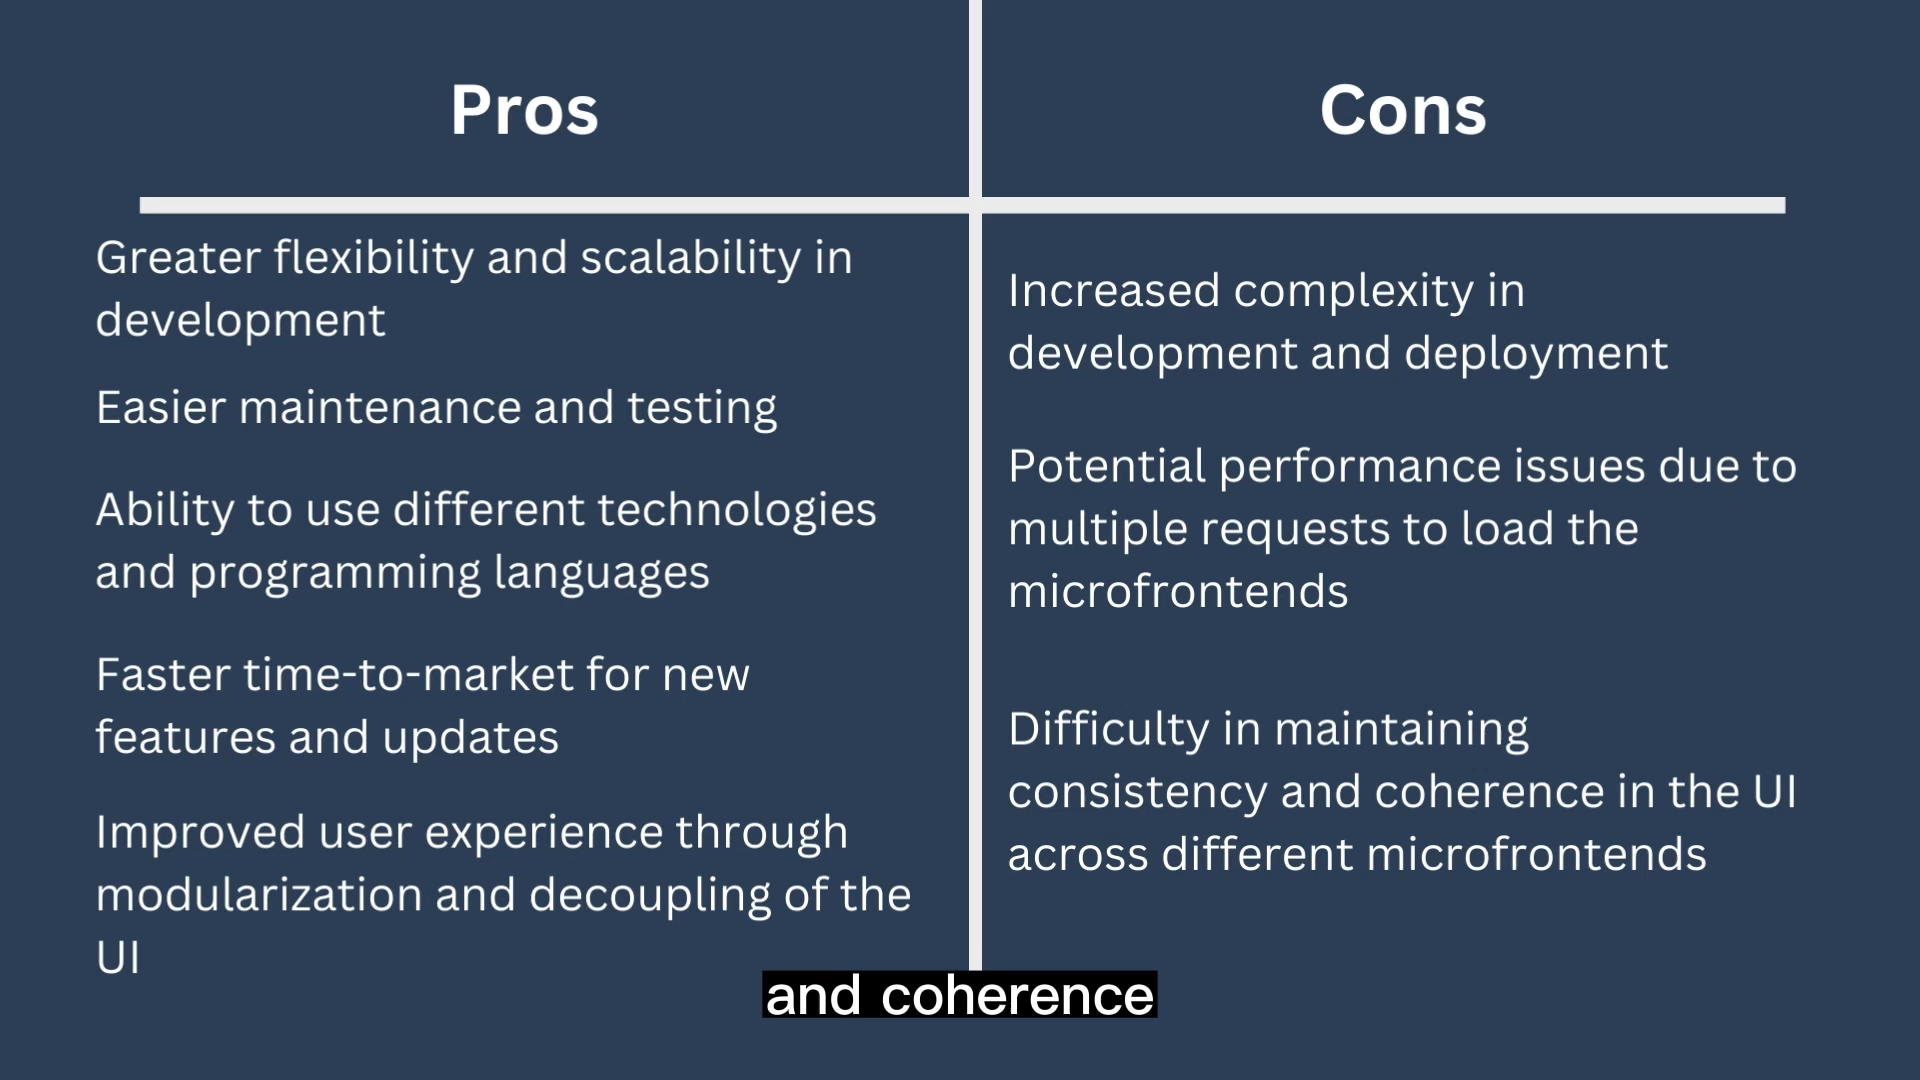 Pros
Greater flexibility and scalability in
development
Easier maintenance and testing
Ability to use different technologies
and programming languages
Faster time-to-market for new
features and updates
Improved user experience through
modularization and decoupling of the
UI
Cons
Increased complexity in
development and deployment
Potential performance issues due to
multiple requests to load the
microfrontends
Difficulty in maintaining
consistency and coherence in the UI
across different microfrontends
and coherence